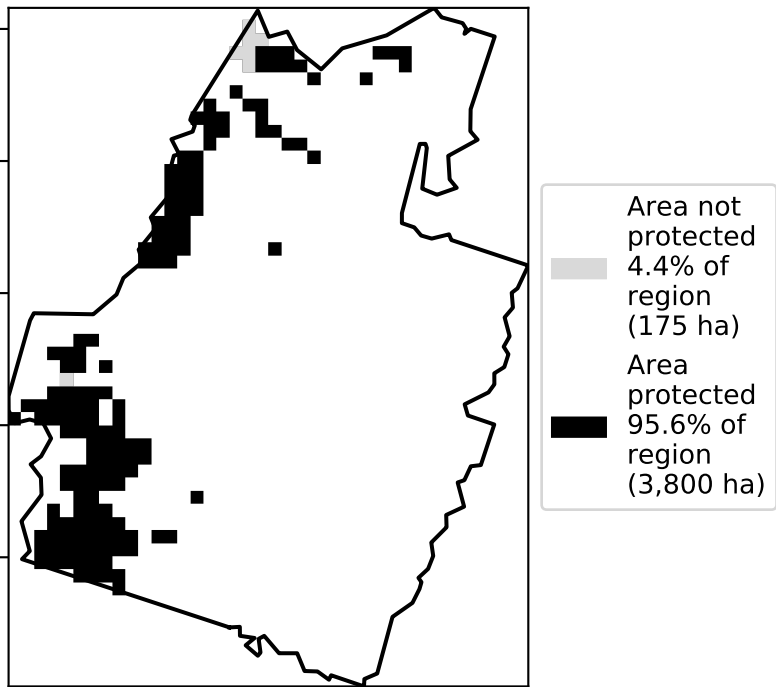 Area not
protected
4.4% of
region
(175 ha)
Area
protected
95.6% of
region
(3,800 ha)